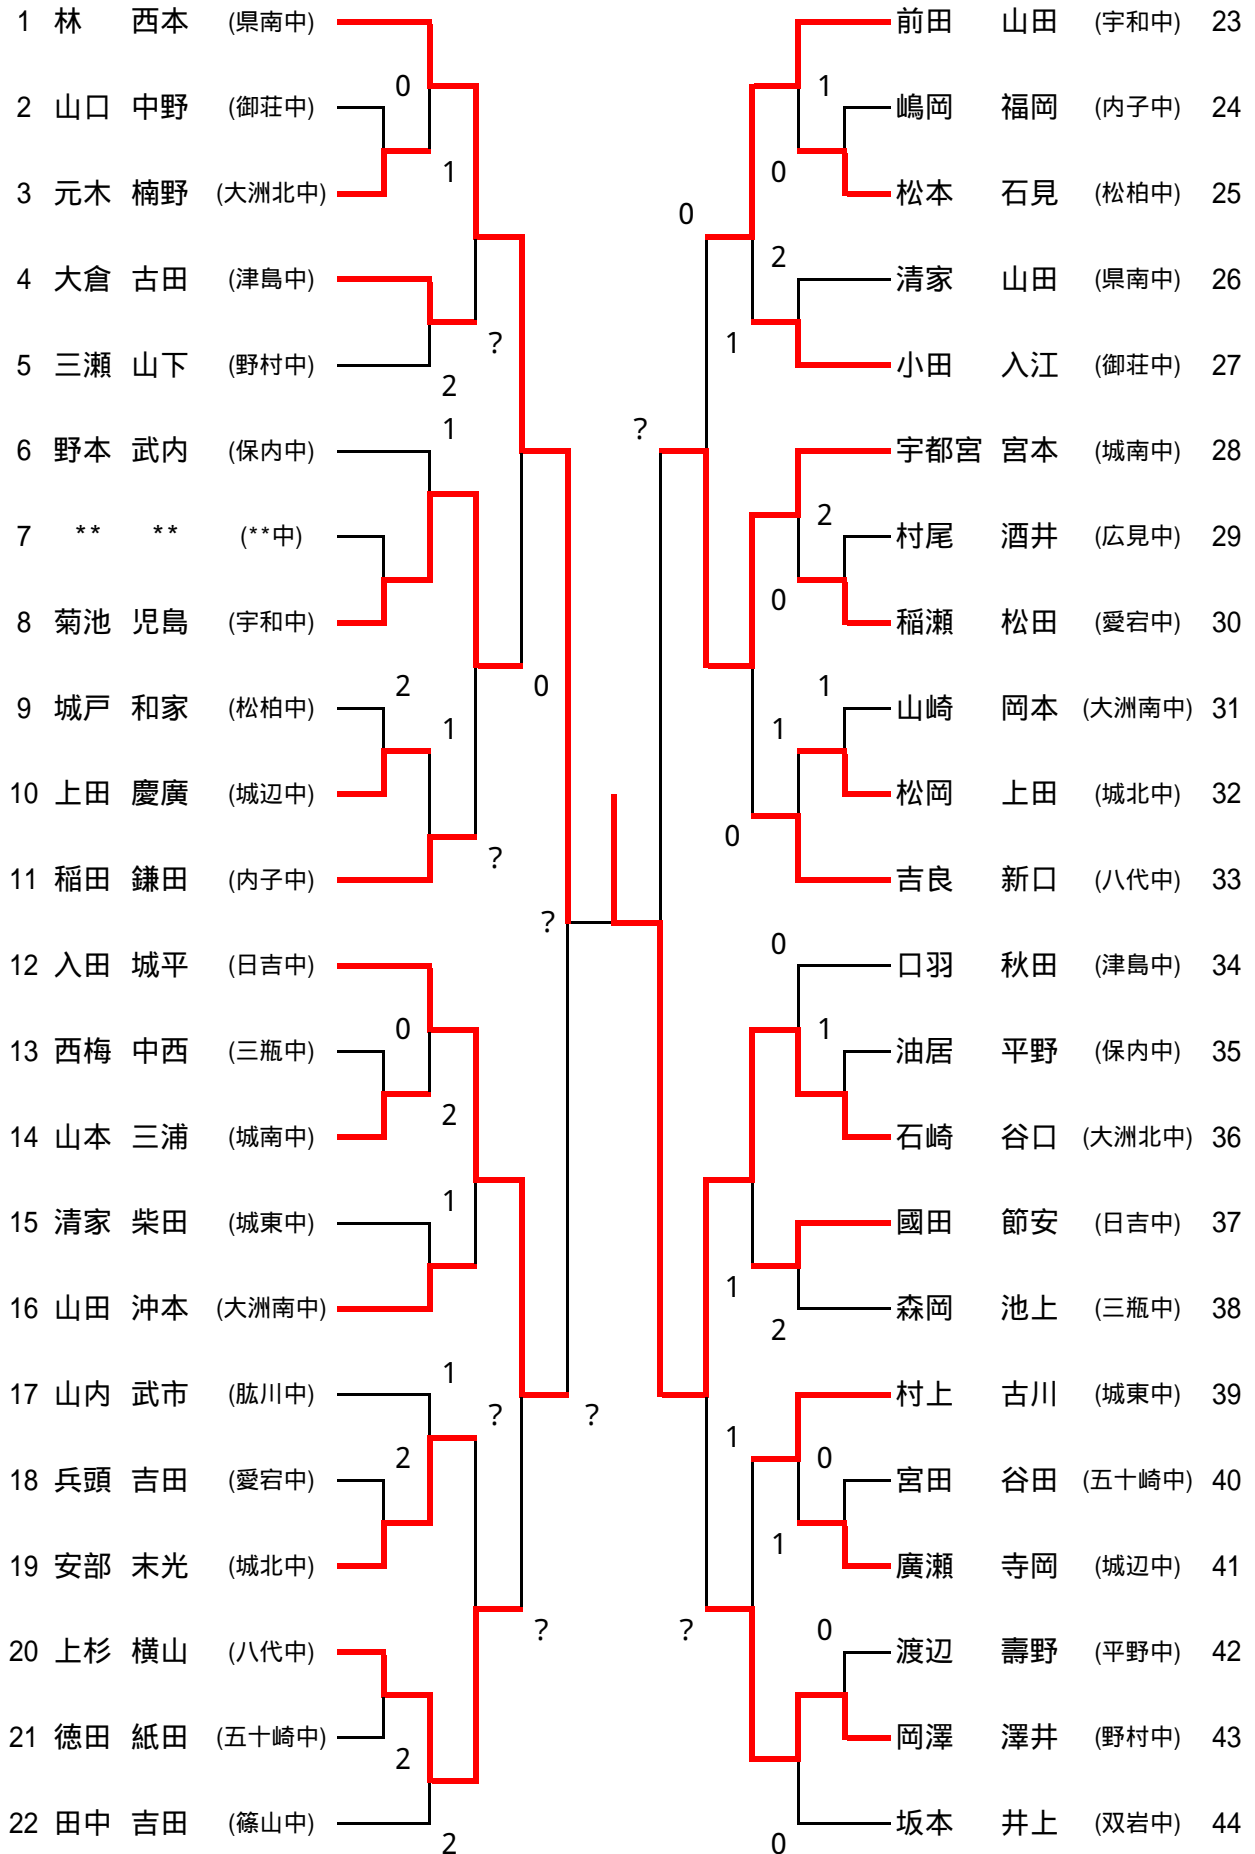 1 林 西本 (県南中)
0
2 山口 中野 (御荘中)
1
3 元木 楠野 (大洲北中)
4 大倉 古田 (津島中)
?
5 三瀬 山下 (野村中)
2
1
6 野本 武内 (保内中)
7 ** ** (**中)
8 菊池 児島 (宇和中)
0
2
9 城戸 和家 (松柏中)
1
10 上田 慶廣 (城辺中)
?
11 稲田 鎌田 (内子中)
?
12 入田 城平 (日吉中)
0
13 西梅 中西 (三瓶中)
2
14 山本 三浦 (城南中)
1
15 清家 柴田 (城東中)
16 山田 沖本 (大洲南中)
1
17 山内 武市 (肱川中)
? ?
2
18 兵頭 吉田 (愛宕中)
19 安部 末光 (城北中)
?
20 上杉 横山 (八代中)
21 徳田 紙田 (五十崎中)
2
22 田中 吉田 (篠山中)
2
前田 山田 (宇和中) 23
1
嶋岡 福岡 (内子中) 24
0
松本 石見 (松柏中) 25
0
2
清家 山田 (県南中) 26
1
小田 入江 (御荘中) 27
?
宇都宮 宮本 (城南中) 28
2
村尾 酒井 (広見中) 29
0
稲瀬 松田 (愛宕中) 30
1
山崎 岡本 (大洲南中) 31
1
松岡 上田 (城北中) 32
0
吉良 新口 (八代中) 33
0
口羽 秋田 (津島中) 34
1
油居 平野 (保内中) 35
石崎 谷口 (大洲北中) 36
國田 節安 (日吉中) 37
1
森岡 池上 (三瓶中) 38
2
村上 古川 (城東中) 39
1
0
宮田 谷田 (五十崎中) 40
1
廣瀬 寺岡 (城辺中) 41
?
0
渡辺 壽野 (平野中) 42
岡澤 澤井 (野村中) 43
坂本 井上 (双岩中) 44
0